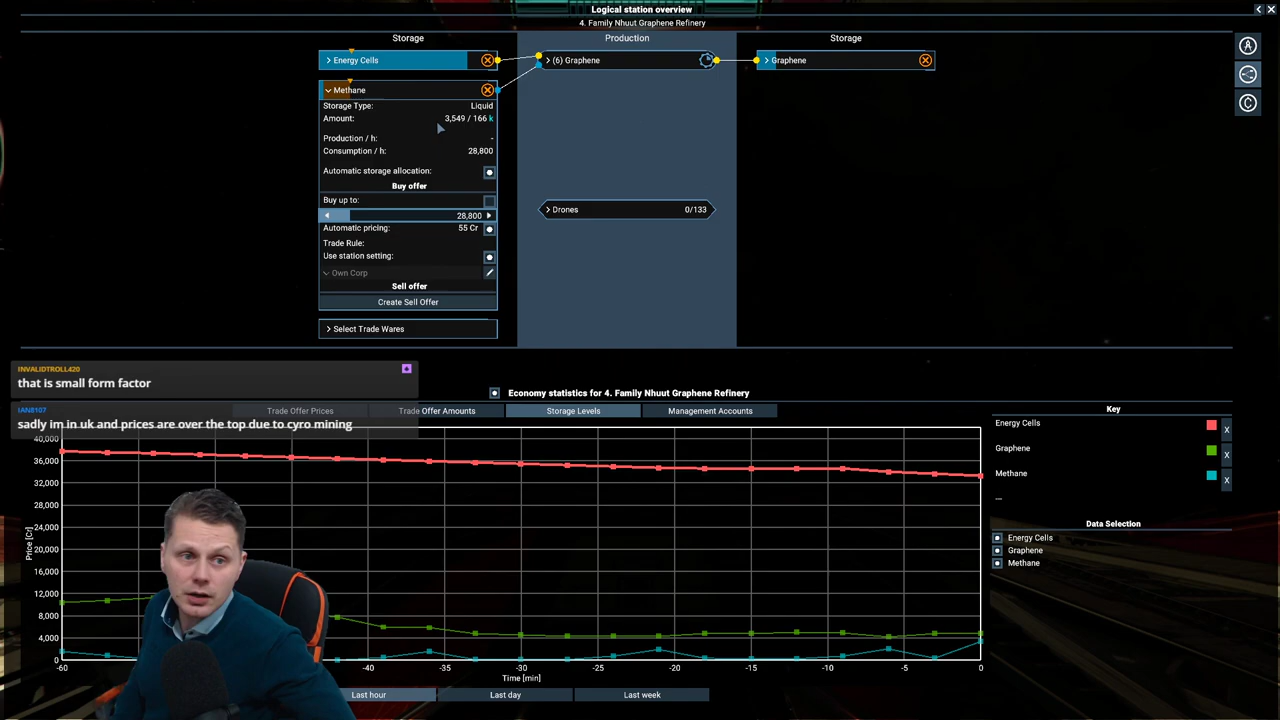 Logical station overview
4. Family Nhuut Graphene Refinery
Storage
Production
Storage
Energy Cells
(6) Graphene
Graphene
Methane
Storage Type: Liquid
Amount: 3,549 / 166 k
Production / h: -
Consumption / h: 28,800
Automatic storage allocation:
Buy offer
Buy up to:
28,800
Automatic pricing: 55 Cr
Trade Rule:
Use station setting:
Own Corp
Sell offer
Create Sell Offer
Select Trade Wares
Drones 0/133
INVALIDTROLL420
that is small form factor
IAN8107
sadly im in uk and prices are over the top due to cyro mining
Economy statistics for 4. Family Nhuut Graphene Refinery
Trade Offer Prices
Trade Offer Amounts
Storage Levels
Management Accounts
Key
Energy Cells X
Graphene X
Methane X
Data Selection
Energy Cells
Graphene
Methane
Price [Cr]
40,000
36,000
32,000
28,000
24,000
20,000
16,000
12,000
8,000
4,000
0
-60 -40 -35 -30 -25 -20 -15 -10 -5 0
Time [min]
Last hour
Last day
Last week